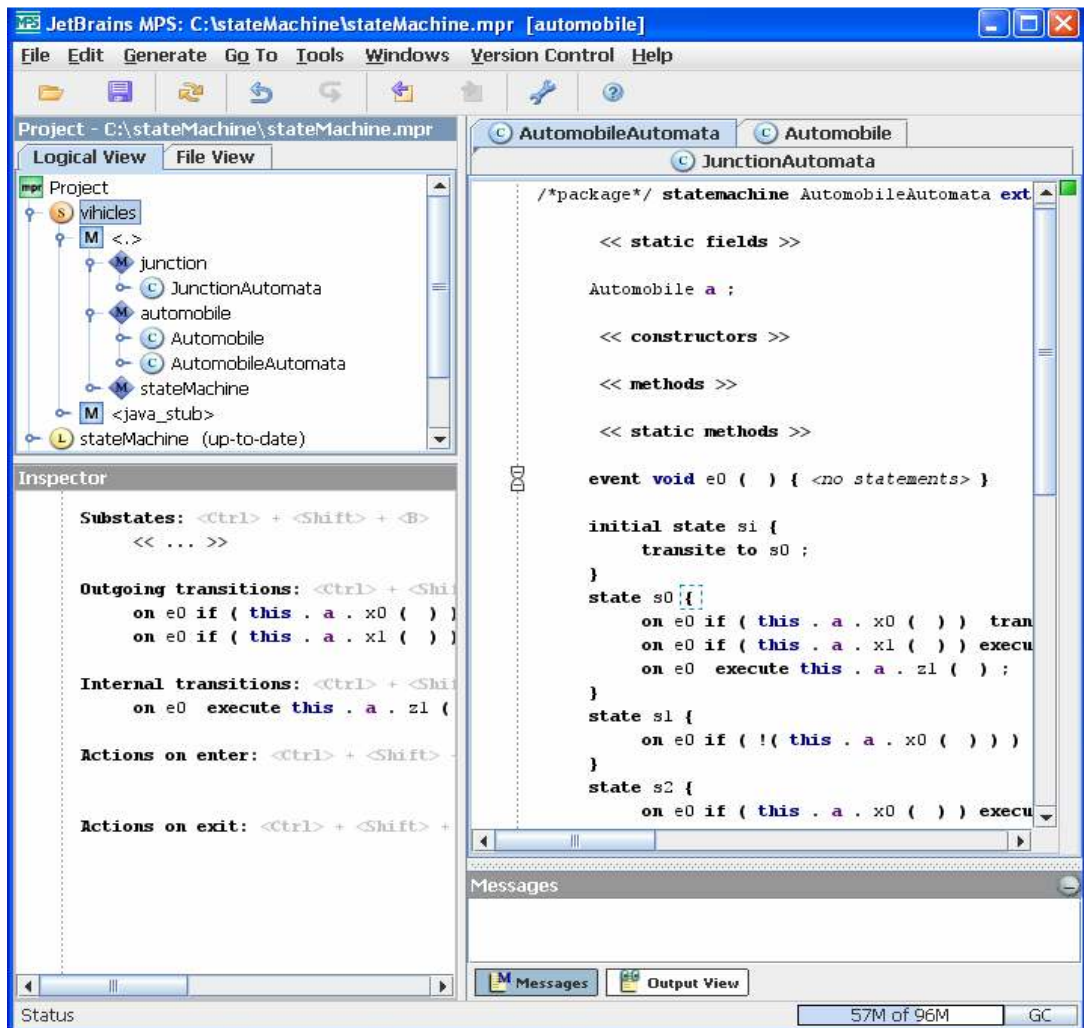 JetBrains MPS: C:\stateMachine\stateMachine.mpr [automobile]
File Edit Generate Go To Tools Windows Version Control Help
Project - C:\stateMachine\stateMachine.mpr
Logical View File View
mpr Project
S vihicles
M <.>
M junction
C JunctionAutomata
M automobile
C Automobile
C AutomobileAutomata
M stateMachine
M <java_stub>
L stateMachine (up-to-date)
Inspector
Substates: <Ctrl> + <Shift> + <B>
<< ... >>
Outgoing transitions: <Ctrl> + <Shi
on e0 if ( this . a . x0 ( ) )
on e0 if ( this . a . x1 ( ) )
Internal transitions: <Ctrl> + <Shi
on e0 execute this . a . z1 (
Actions on enter: <Ctrl> + <Shift>
Actions on exit: <Ctrl> + <Shift> +
C AutomobileAutomata C Automobile
C JunctionAutomata
/*package*/ statemachine AutomobileAutomata ext
<< static fields >>
Automobile a ;
<< constructors >>
<< methods >>
<< static methods >>
event void e0 ( ) { <no statements> }
initial state si {
transite to s0 ;
}
state s0 {
on e0 if ( this . a . x0 ( ) ) tran
on e0 if ( this . a . x1 ( ) ) execu
on e0 execute this . a . z1 ( ) ;
}
state s1 {
on e0 if ( !( this . a . x0 ( ) ) )
}
state s2 {
on e0 if ( this . a . x0 ( ) ) execu
Messages
Messages Output View
Status 57M of 96M GC